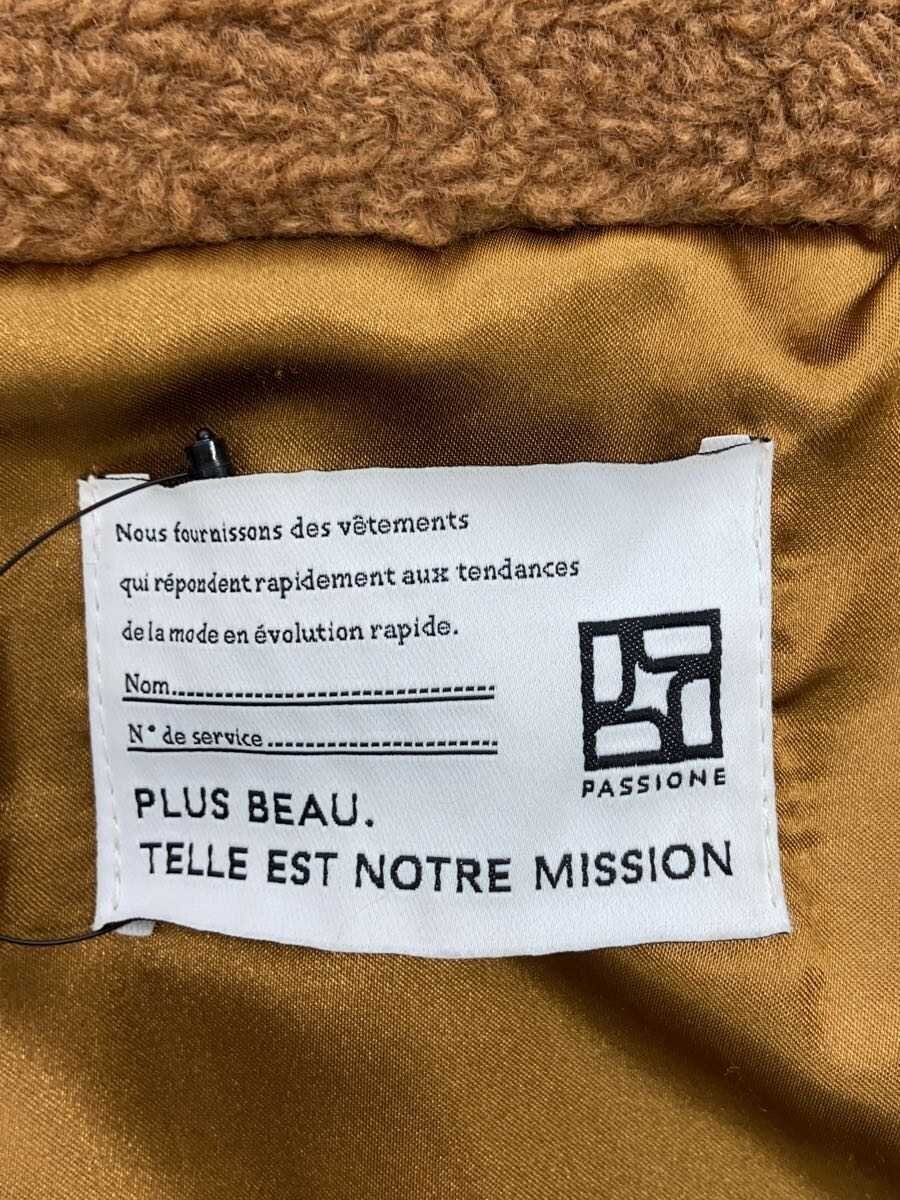 Nous fournissons des vêtements
qui répondent rapidement aux tendances
de la mode en évolution rapide.
Nom
N° de service
PASSIONE
PLUS BEAU.
TELLE EST NOTRE MISSION